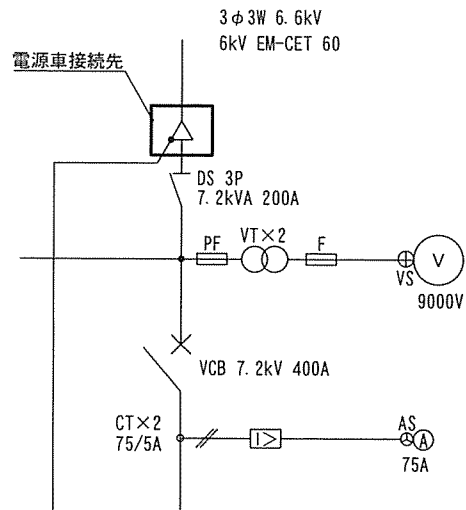 3φ3W 6.6kV
6kV EM-CET 60
電源車接続先
DS 3P
7.2kVA 200A
PF
VT×2
F
V
VS
9000V
VCB 7.2kV 400A
CT×2
75/5A
I>
AS
A
75A